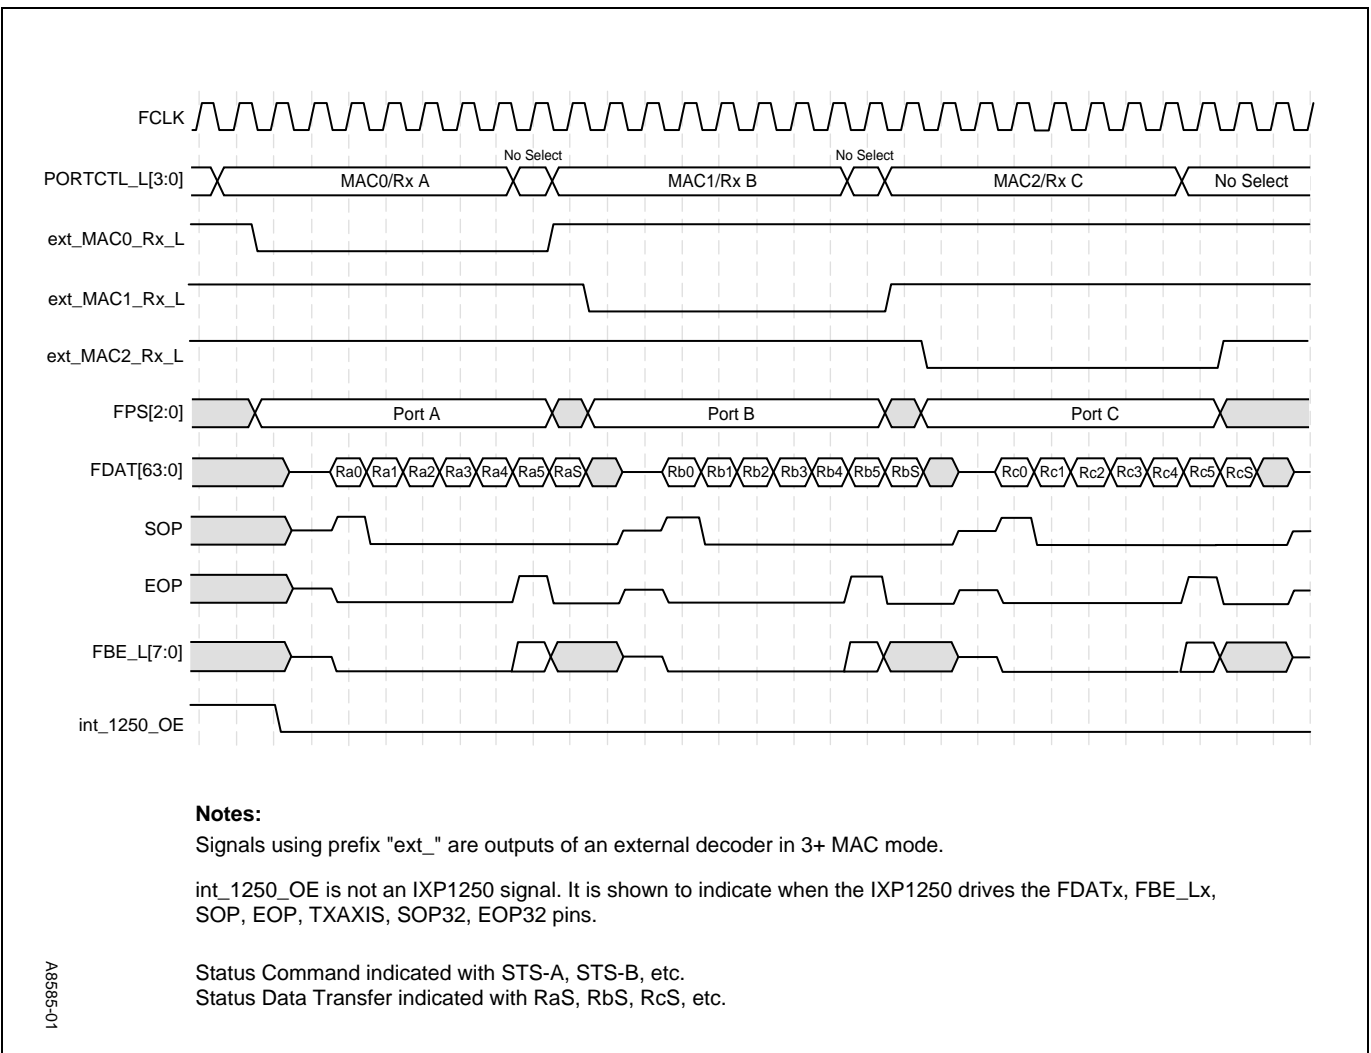 FCLK
No Select No Select
PORTCTL_L[3:0] MAC0/Rx A MAC1/Rx B MAC2/Rx C No Select
ext_MAC0_Rx_L
ext_MAC1_Rx_L
ext_MAC2_Rx_L
FPS[2:0] Port A Port B Port C
FDAT[63:0] Ra0 Ra1 Ra2 Ra3 Ra4 Ra5 RaS Rb0 Rb1 Rb2 Rb3 Rb4 Rb5 RbS Rc0 Rc1 Rc2 Rc3 Rc4 Rc5 RcS
SOP
EOP
FBE_L[7:0]
int_1250_OE
Notes:
Signals using prefix "ext_" are outputs of an external decoder in 3+ MAC mode.
int_1250_OE is not an IXP1250 signal. It is shown to indicate when the IXP1250 drives the FDATx, FBE_Lx,
SOP, EOP, TXAXIS, SOP32, EOP32 pins.
Status Command indicated with STS-A, STS-B, etc.
Status Data Transfer indicated with RaS, RbS, RcS, etc.
A8585-01